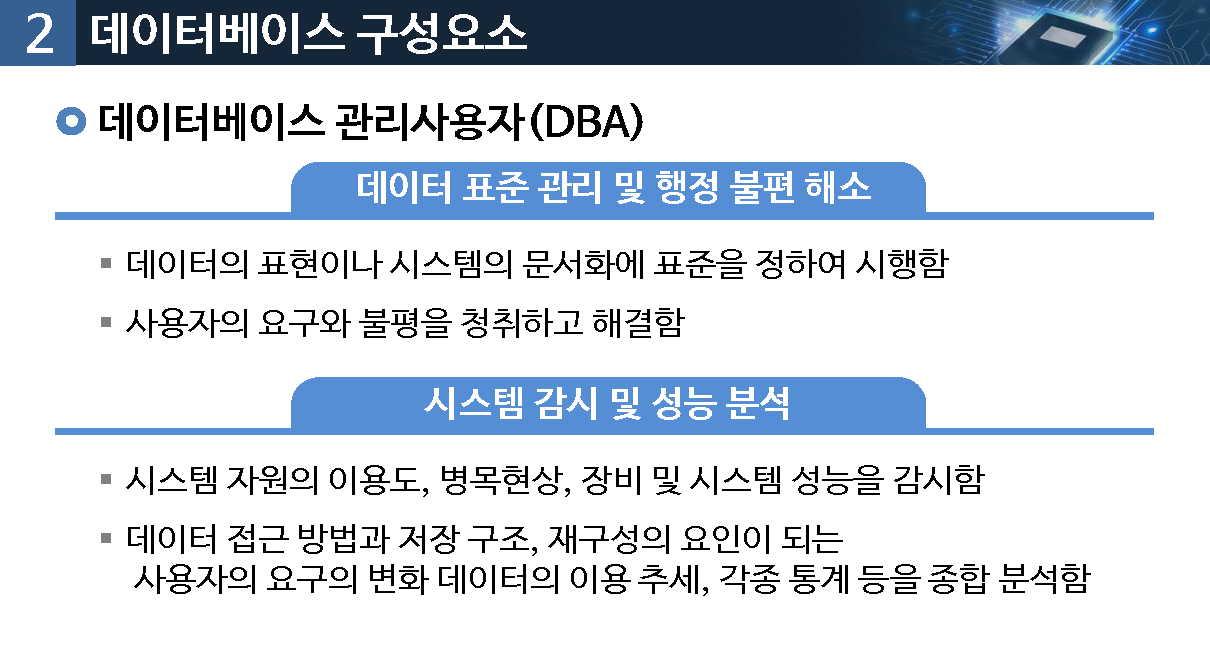 2 데이터베이스 구성요소
데이터베이스 관리사용자(DBA)
데이터 표준 관리 및 행정 불편 해소
▪ 데이터의 표현이나 시스템의 문서화에 표준을 정하여 시행함
▪ 사용자의 요구와 불평을 청취하고 해결함
시스템 감시 및 성능 분석
▪ 시스템 자원의 이용도, 병목현상, 장비 및 시스템 성능을 감시함
▪ 데이터 접근 방법과 저장 구조, 재구성의 요인이 되는
사용자의 요구의 변화 데이터의 이용 추세, 각종 통계 등을 종합 분석함